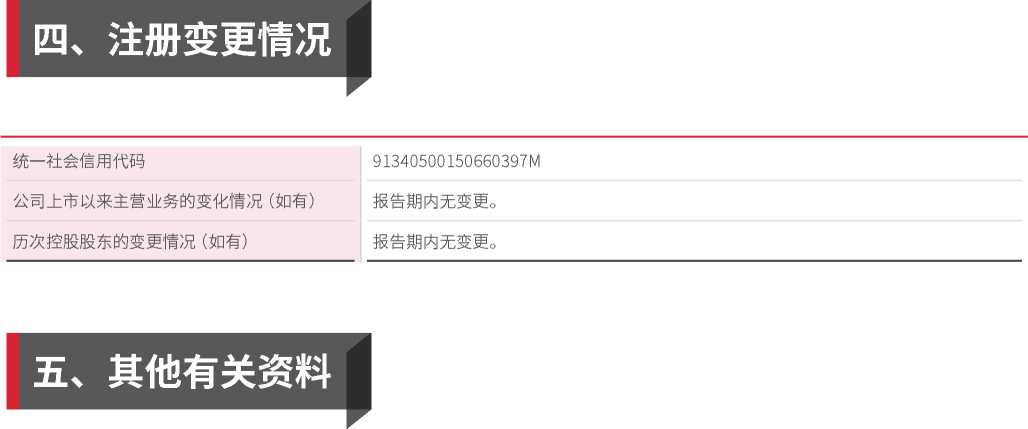 四、注册变更情况
统一社会信用代码 91340500150660397M
公司上市以来主营业务的变化情况（如有） 报告期内无变更。
历次控股股东的变更情况（如有） 报告期内无变更。
五、其他有关资料